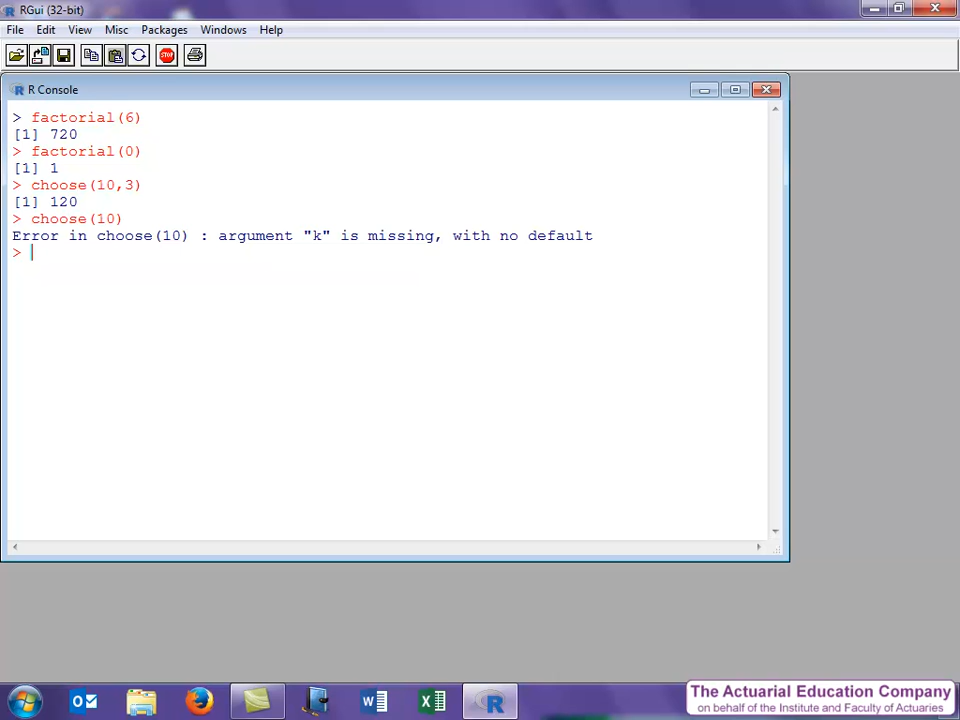 RGui (32-bit)
File Edit View Misc Packages Windows Help
STOP
R Console
> factorial(6)
[1] 720
> factorial(0)
[1] 1
> choose(10,3)
[1] 120
> choose(10)
Error in choose(10) : argument "k" is missing, with no default
>
The Actuarial Education Company
on behalf of the Institute and Faculty of Actuaries